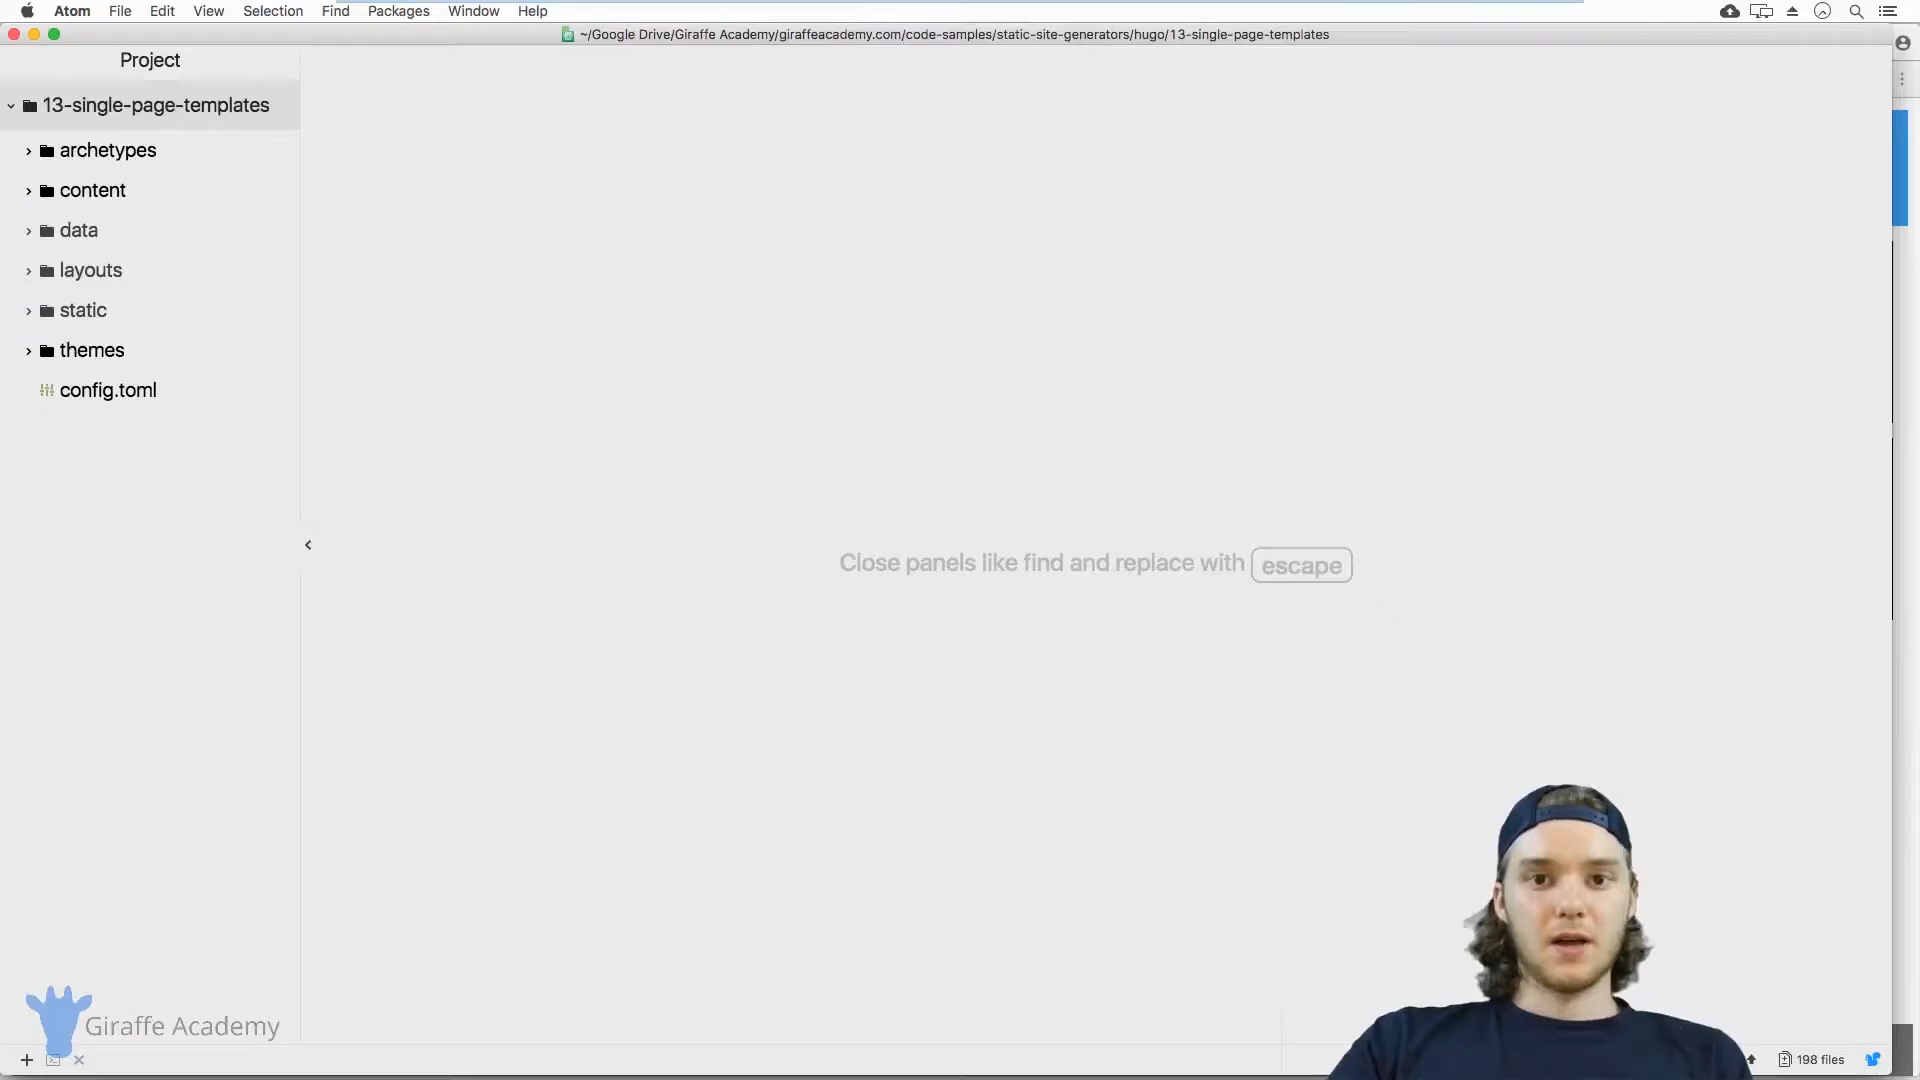 Atom File Edit View Selection Find Packages Window Help
~/Google Drive/Giraffe Academy/giraffeacademy.com/code-samples/static-site-generators/hugo/13-single-page-templates
Project
13-single-page-templates
archetypes
content
data
layouts
static
themes
config.toml
Close panels like find and replace with escape
Giraffe Academy
198 files